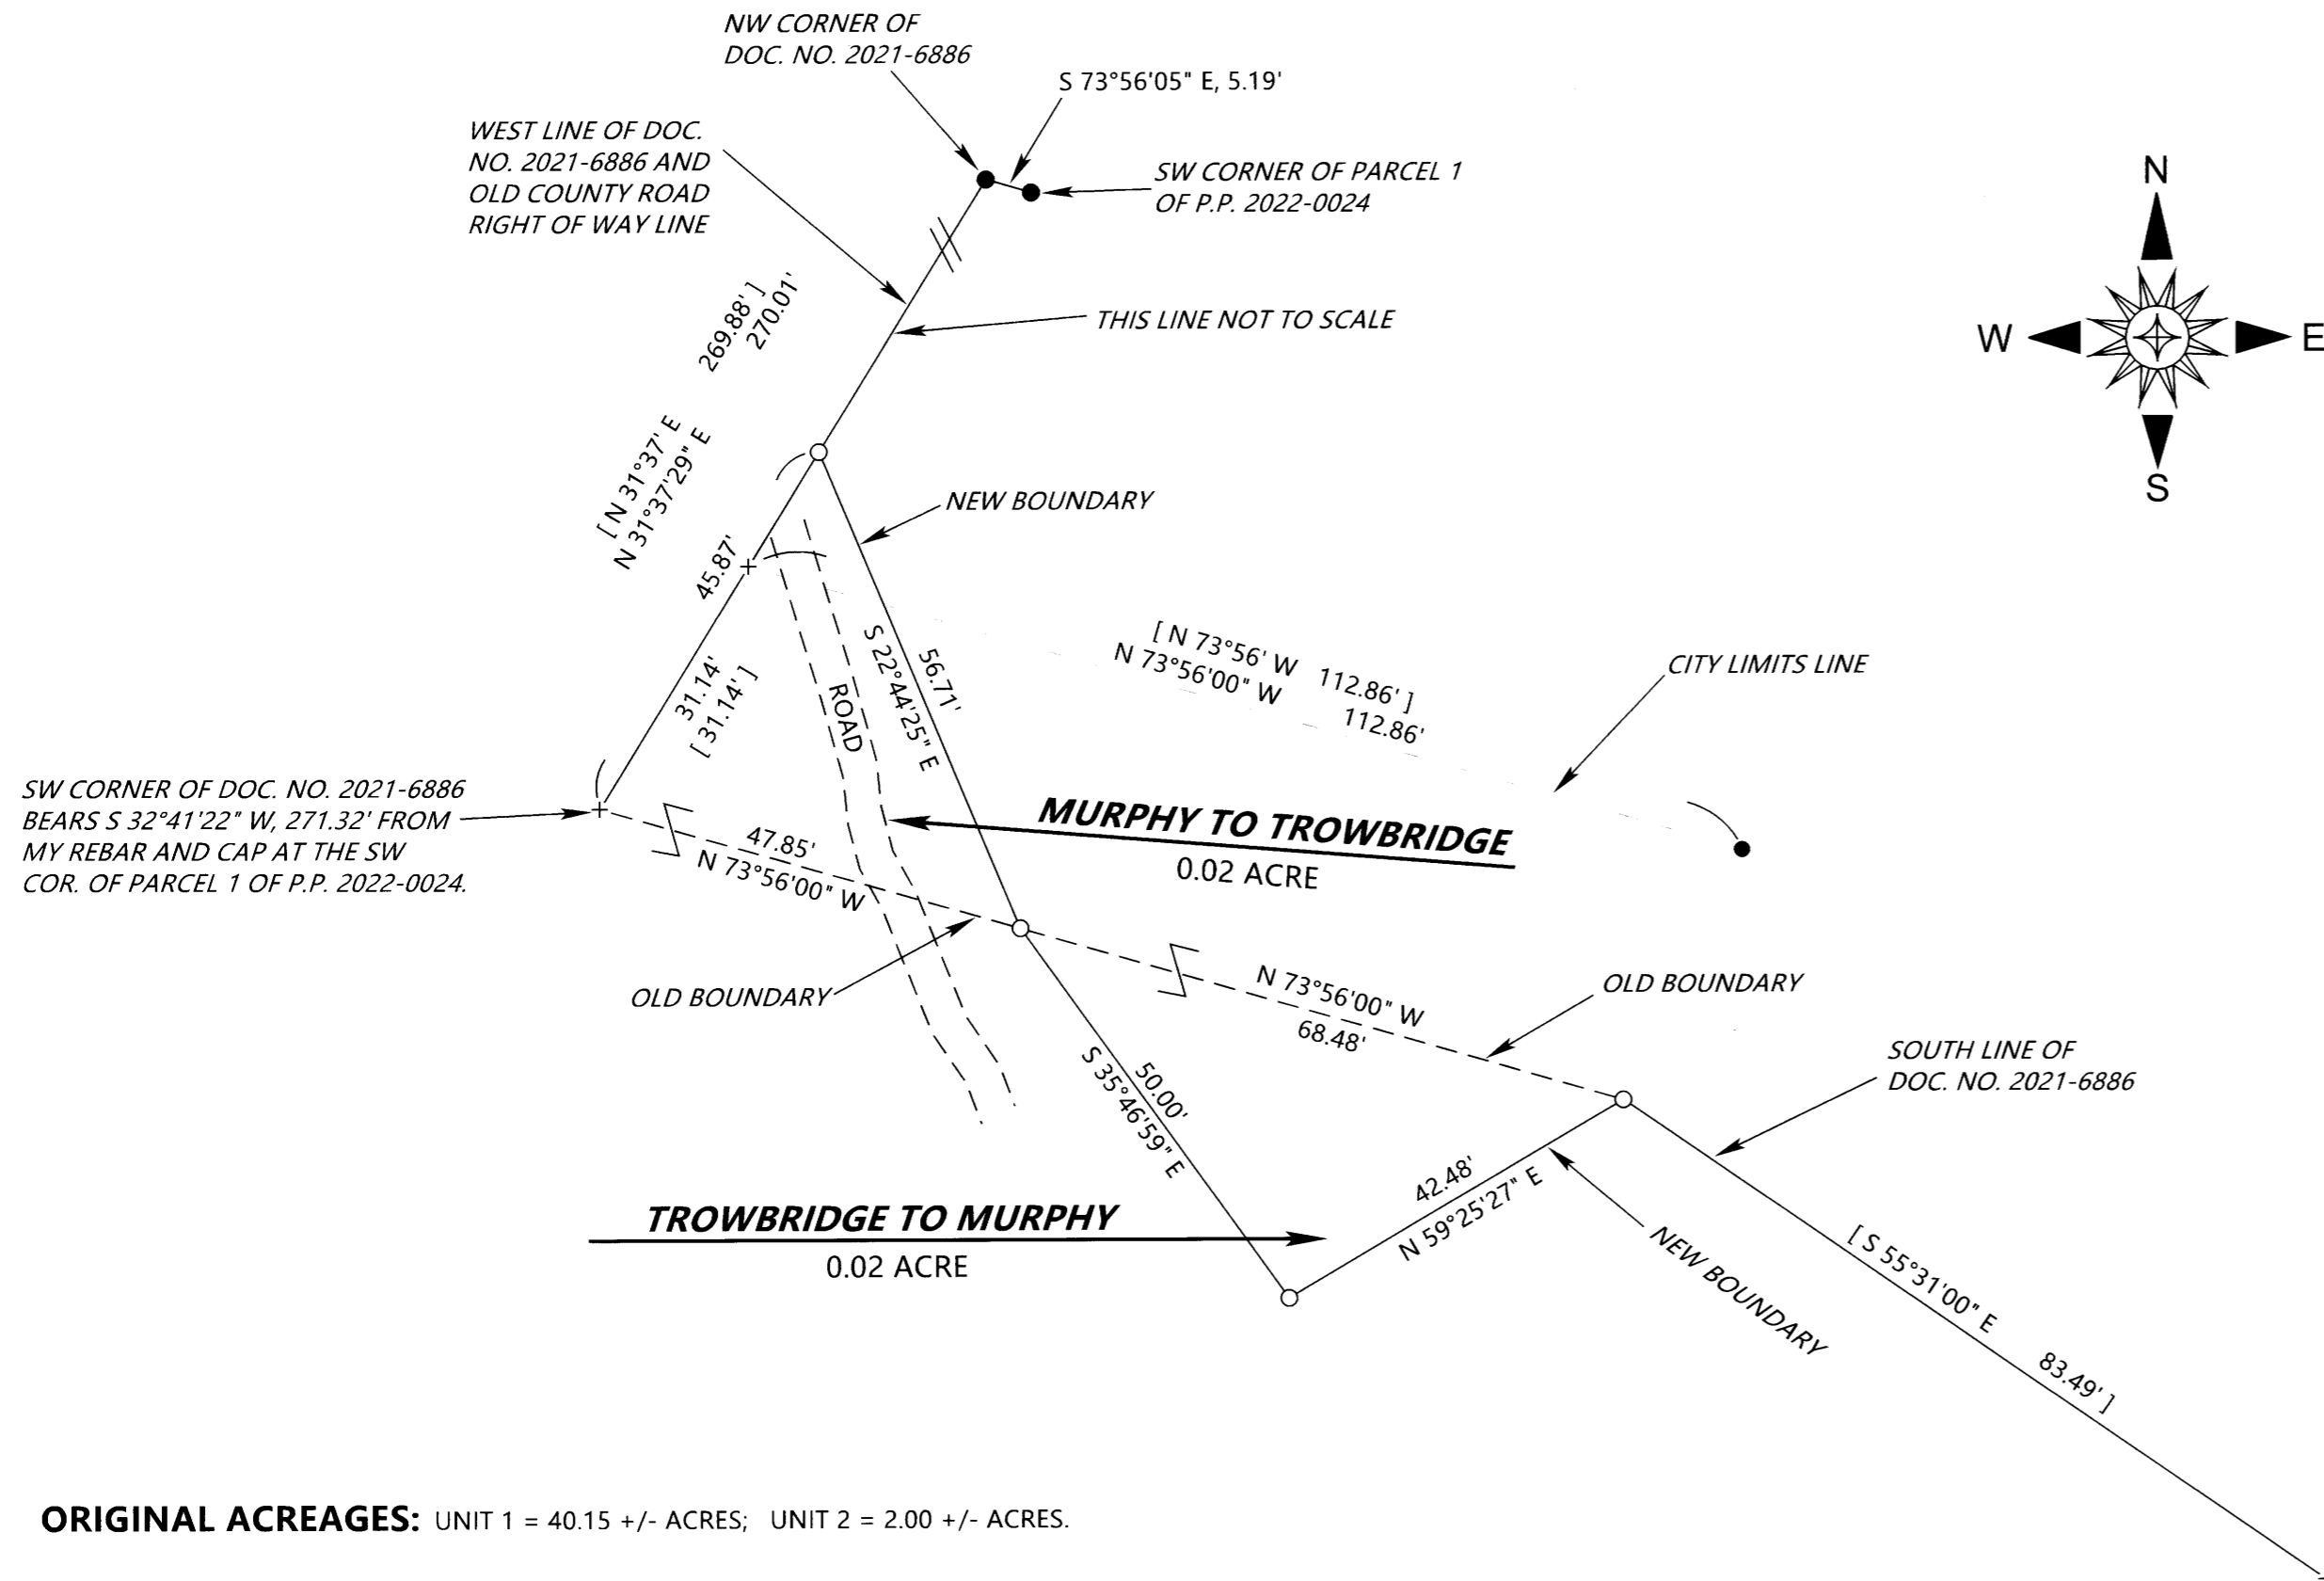 NW CORNER OF
DOC. NO. 2021-6886
S 73°56'05" E, 5.19'
WEST LINE OF DOC.
NO. 2021-6886 AND
OLD COUNTY ROAD
RIGHT OF WAY LINE
SW CORNER OF PARCEL 1
OF P.P. 2022-0024
N
W
E
S
THIS LINE NOT TO SCALE
[ N 31°37' E 269.88' ]
N 31°37'29" E 270.01'
NEW BOUNDARY
45.87'
31.14'
[ 31.14' ]
ROAD
56.71'
S 22°44'25" E
[ N 73°56' W 112.86' ]
N 73°56'00" W 112.86'
CITY LIMITS LINE
SW CORNER OF DOC. NO. 2021-6886
BEARS S 32°41'22" W, 271.32' FROM
MY REBAR AND CAP AT THE SW
COR. OF PARCEL 1 OF P.P. 2022-0024.
47.85'
N 73°56'00" W
MURPHY TO TROWBRIDGE
0.02 ACRE
OLD BOUNDARY
N 73°56'00" W
68.48'
OLD BOUNDARY
SOUTH LINE OF
DOC. NO. 2021-6886
50.00'
S 35°46'59" E
42.48'
N 59°25'27" E
TROWBRIDGE TO MURPHY
0.02 ACRE
NEW BOUNDARY
[ S 55°31'00" E 83.49' ]
ORIGINAL ACREAGES: UNIT 1 = 40.15 +/- ACRES; UNIT 2 = 2.00 +/- ACRES.